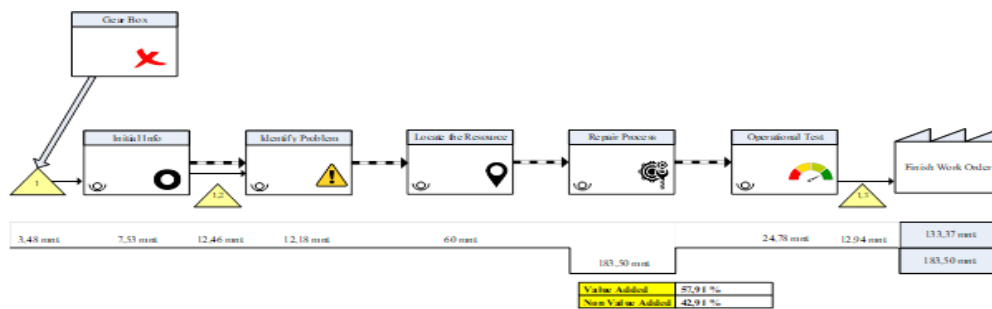 Gear Box
Initial Info
Identify Problem
Locate the Resource
Repair Process
Operational Test
1
1,2
1,3
Finish Work Order
3,48 mnt
7,53 mnt
12,46 mnt
12,18 mnt
60 mnt
24,78 mnt
12,94 mnt
133,37 mnt
183,50 mnt
183,50 mnt
Value Added 57,91 %
Non Value Added 42,91 %